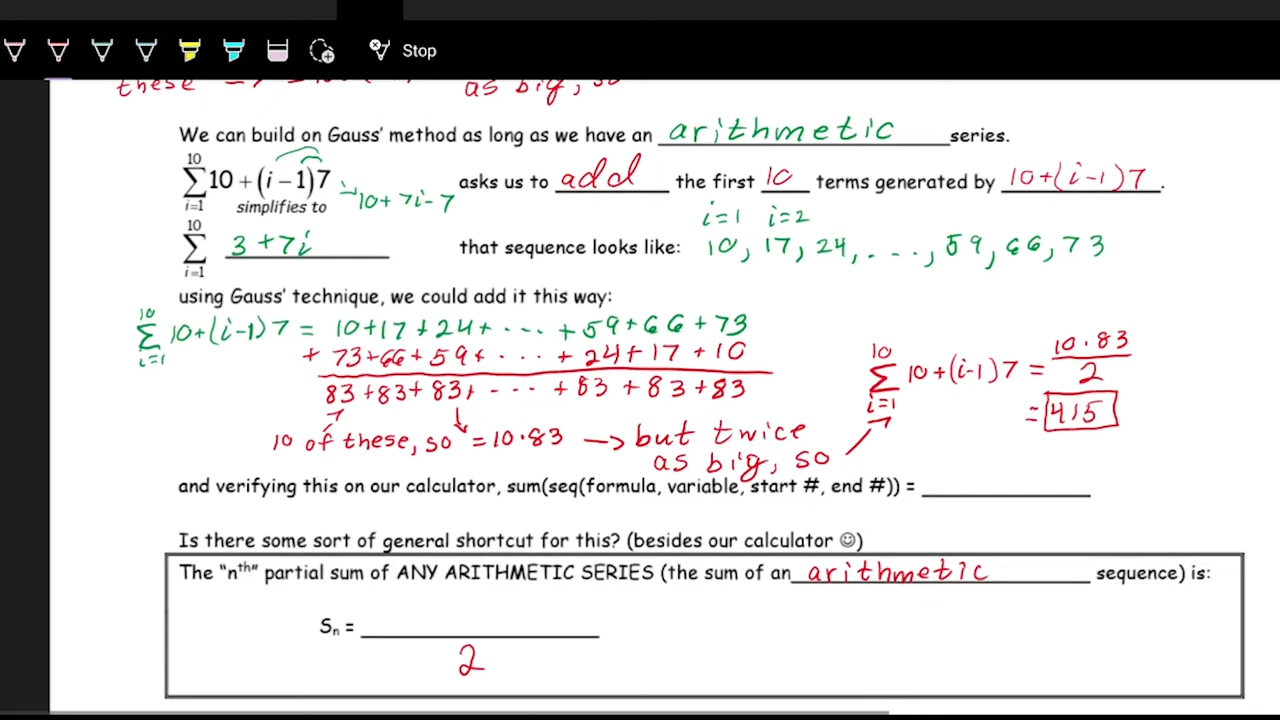 Stop
as big, so
We can build on Gauss' method as long as we have an arithmetic series.
10
∑ 10 + (i – 1)7 → 10 + 7i – 7 asks us to add the first 10 terms generated by 10+(i-1)7.
i=1
simplifies to
i=1 i=2
10
∑ 3 + 7i that sequence looks like: 10, 17, 24, . . . , 59, 66, 73
i=1
using Gauss' technique, we could add it this way:
10
∑ 10+(i-1)7 = 10+17+24+ . . . +59+66+73
i=1
+ 73+66+59+ . . . + 24+17+10
83+83+83+ . . . +83+83+83
10
∑ 10+(i-1)7 = 10·83
i=1
2
= 415
10 of these, so = 10·83 → but twice
as big, so
and verifying this on our calculator, sum(seq(formula, variable, start #, end #)) =
Is there some sort of general shortcut for this? (besides our calculator ☺)
The "nth" partial sum of ANY ARITHMETIC SERIES (the sum of an arithmetic sequence) is:
Sn =
2